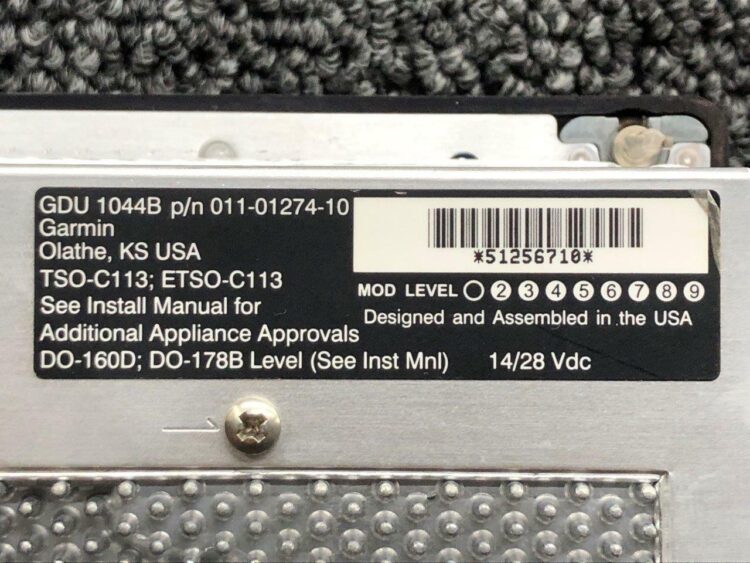 GDU 1044B p/n 011-01274-10
Garmin
Olathe, KS USA
TSO-C113; ETSO-C113
See Install Manual for
Additional Appliance Approvals
DO-160D; DO-178B Level (See Inst Mnl) 14/28 Vdc
*51256710*
MOD LEVEL 2 3 4 5 6 7 8 9
Designed and Assembled in the USA